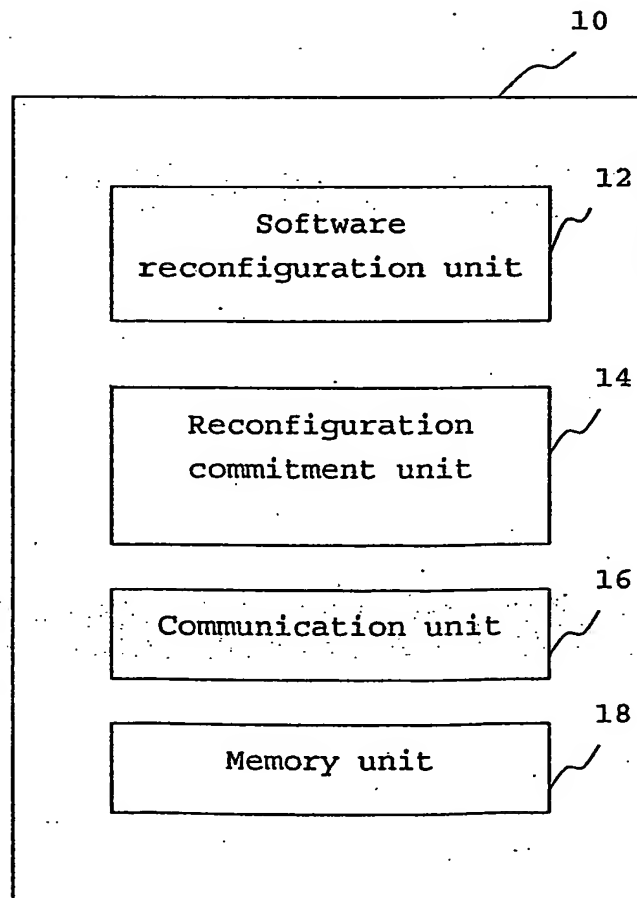 10
12
Software
reconfiguration unit
14
Reconfiguration
commitment unit
16
Communication unit
18
Memory unit